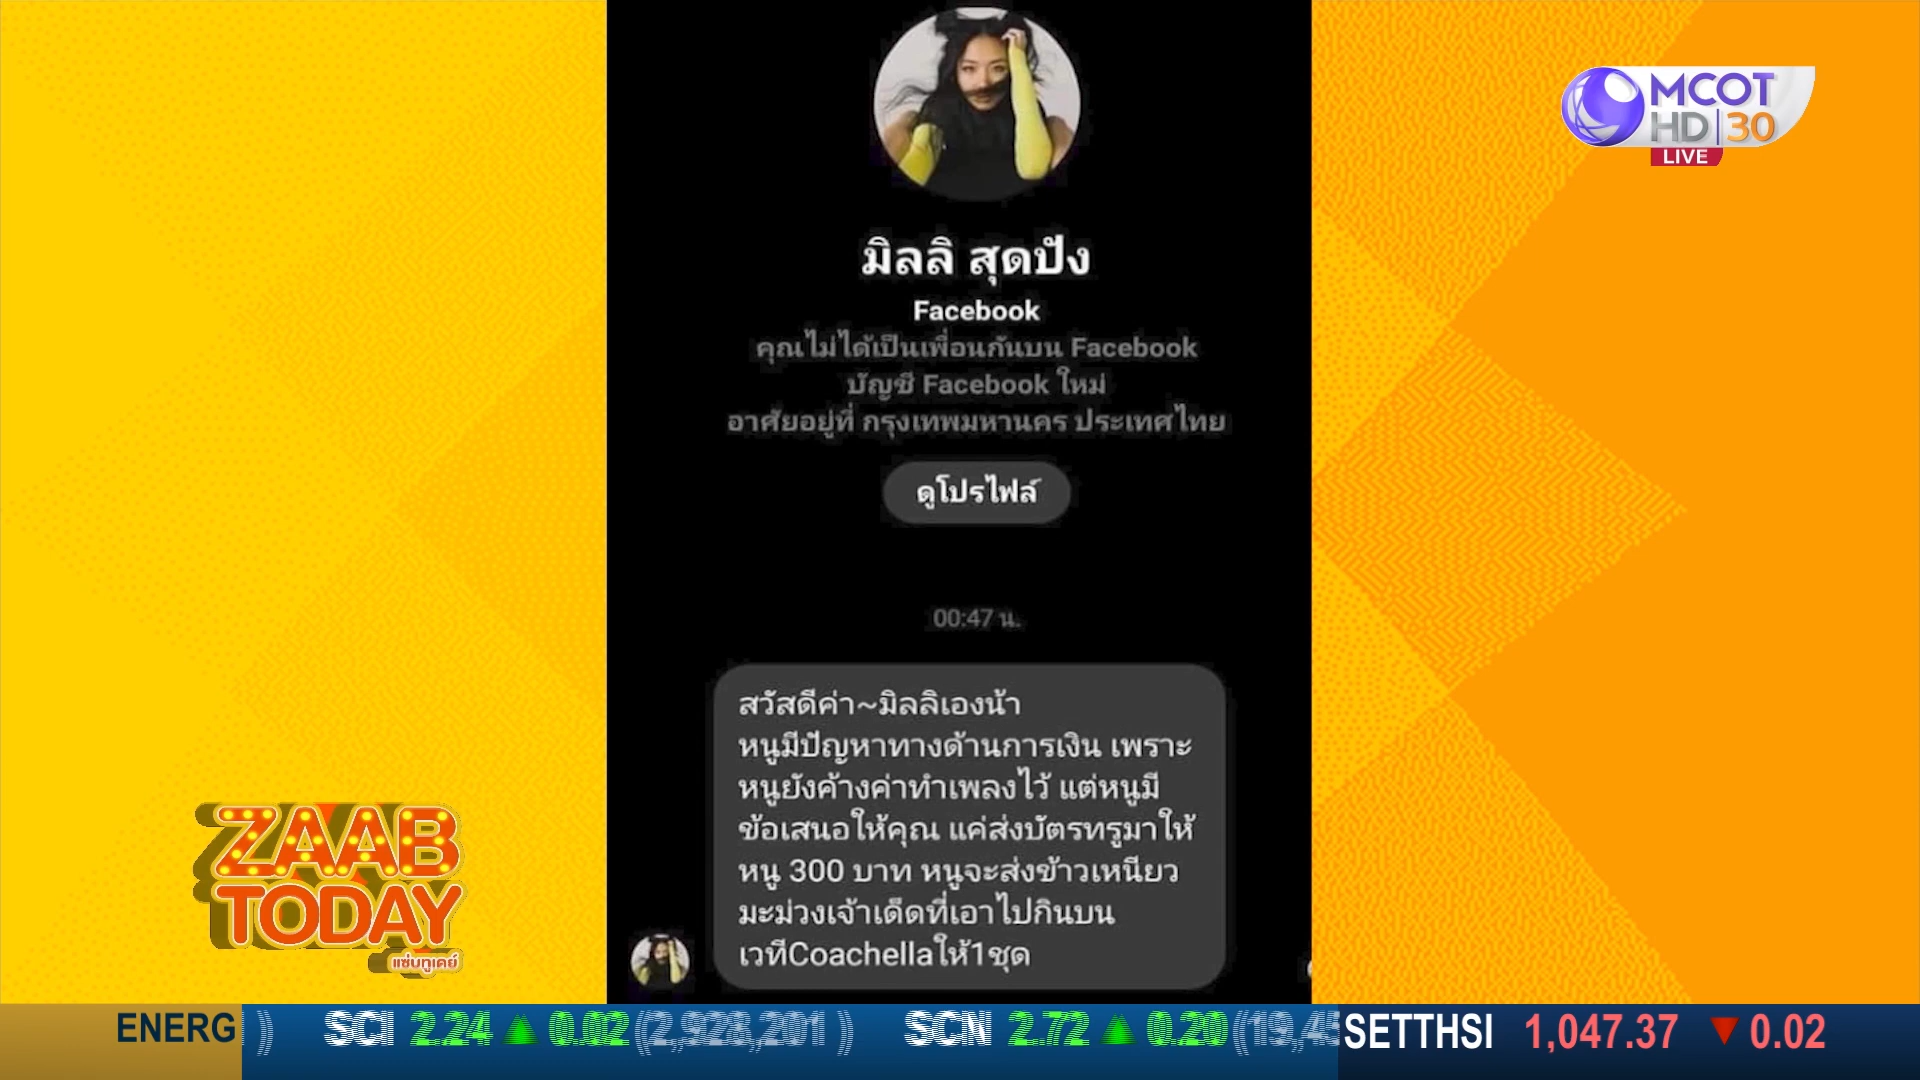 MCOT
HD 30
LIVE
มิลลิ สุดปัง
Facebook
คุณไม่ได้เป็นเพื่อนกันบน Facebook
บัญชี Facebook ใหม่
อาศัยอยู่ที่ กรุงเทพมหานคร ประเทศไทย
ดูโปรไฟล์
00:47 น.
สวัสดีค่า~มิลลิเองน้า
หนูมีปัญหาทางด้านการเงิน เพราะ
หนูยังค้างค่าทำเพลงไว้ แต่หนูมี
ข้อเสนอให้คุณ แค่ส่งบัตรทรูมาให้
หนู 300 บาท หนูจะส่งข้าวเหนียว
มะม่วงเจ้าเด็ดที่เอาไปกินบน
เวทีCoachellaให้1ชุด
ZAAB
TODAY
แซ่บทูเดย์
ENERG )) SCI 2.24 ▲ 0.02 (2,928,201 )) SCN 2.72 ▲ 0.20 SETTHSI 1,047.37 ▼ 0.02